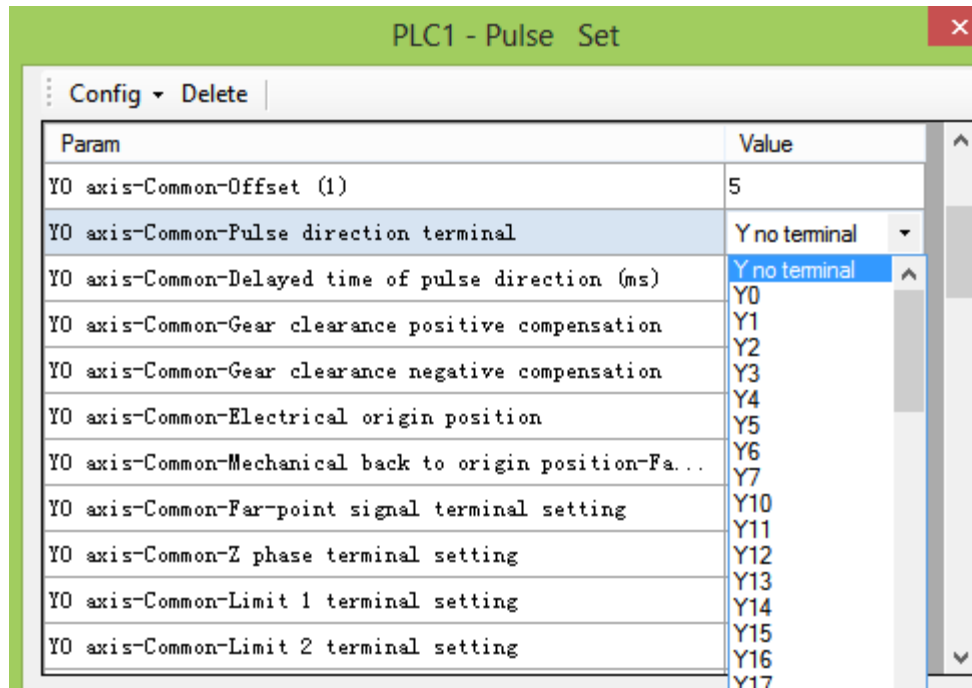 PLC1 - Pulse Set
Config Delete
Param Value
Y0 axis-Common-Offset (1) 5
Y0 axis-Common-Pulse direction terminal Y no terminal
Y0 axis-Common-Delayed time of pulse direction (ms)
Y0 axis-Common-Gear clearance positive compensation
Y0 axis-Common-Gear clearance negative compensation
Y0 axis-Common-Electrical origin position
Y0 axis-Common-Mechanical back to origin position-Fa...
Y0 axis-Common-Far-point signal terminal setting
Y0 axis-Common-Z phase terminal setting
Y0 axis-Common-Limit 1 terminal setting
Y0 axis-Common-Limit 2 terminal setting
Y no terminal
Y0
Y1
Y2
Y3
Y4
Y5
Y6
Y7
Y10
Y11
Y12
Y13
Y14
Y15
Y16
Y17